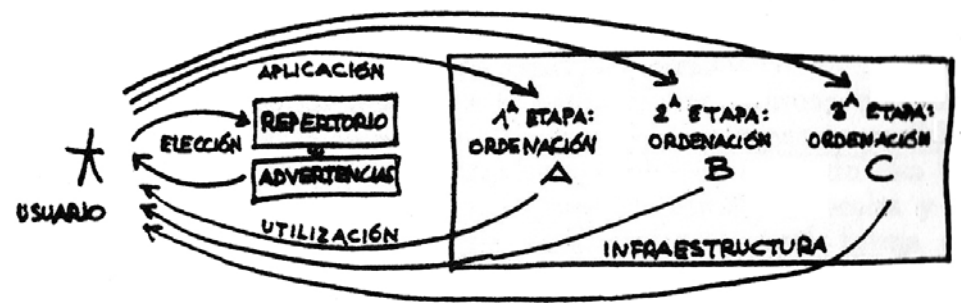 APLICACIÓN
REPERTORIO
ELECCIÓN
ADVERTENCIAS
USUARIO
UTILIZACIÓN
1ᴬ ETAPA:
ORDENACIÓN
A
2ᴬ ETAPA:
ORDENACIÓN
B
3ᴬ ETAPA:
ORDENACIÓN
C
INFRAESTRUCTURA